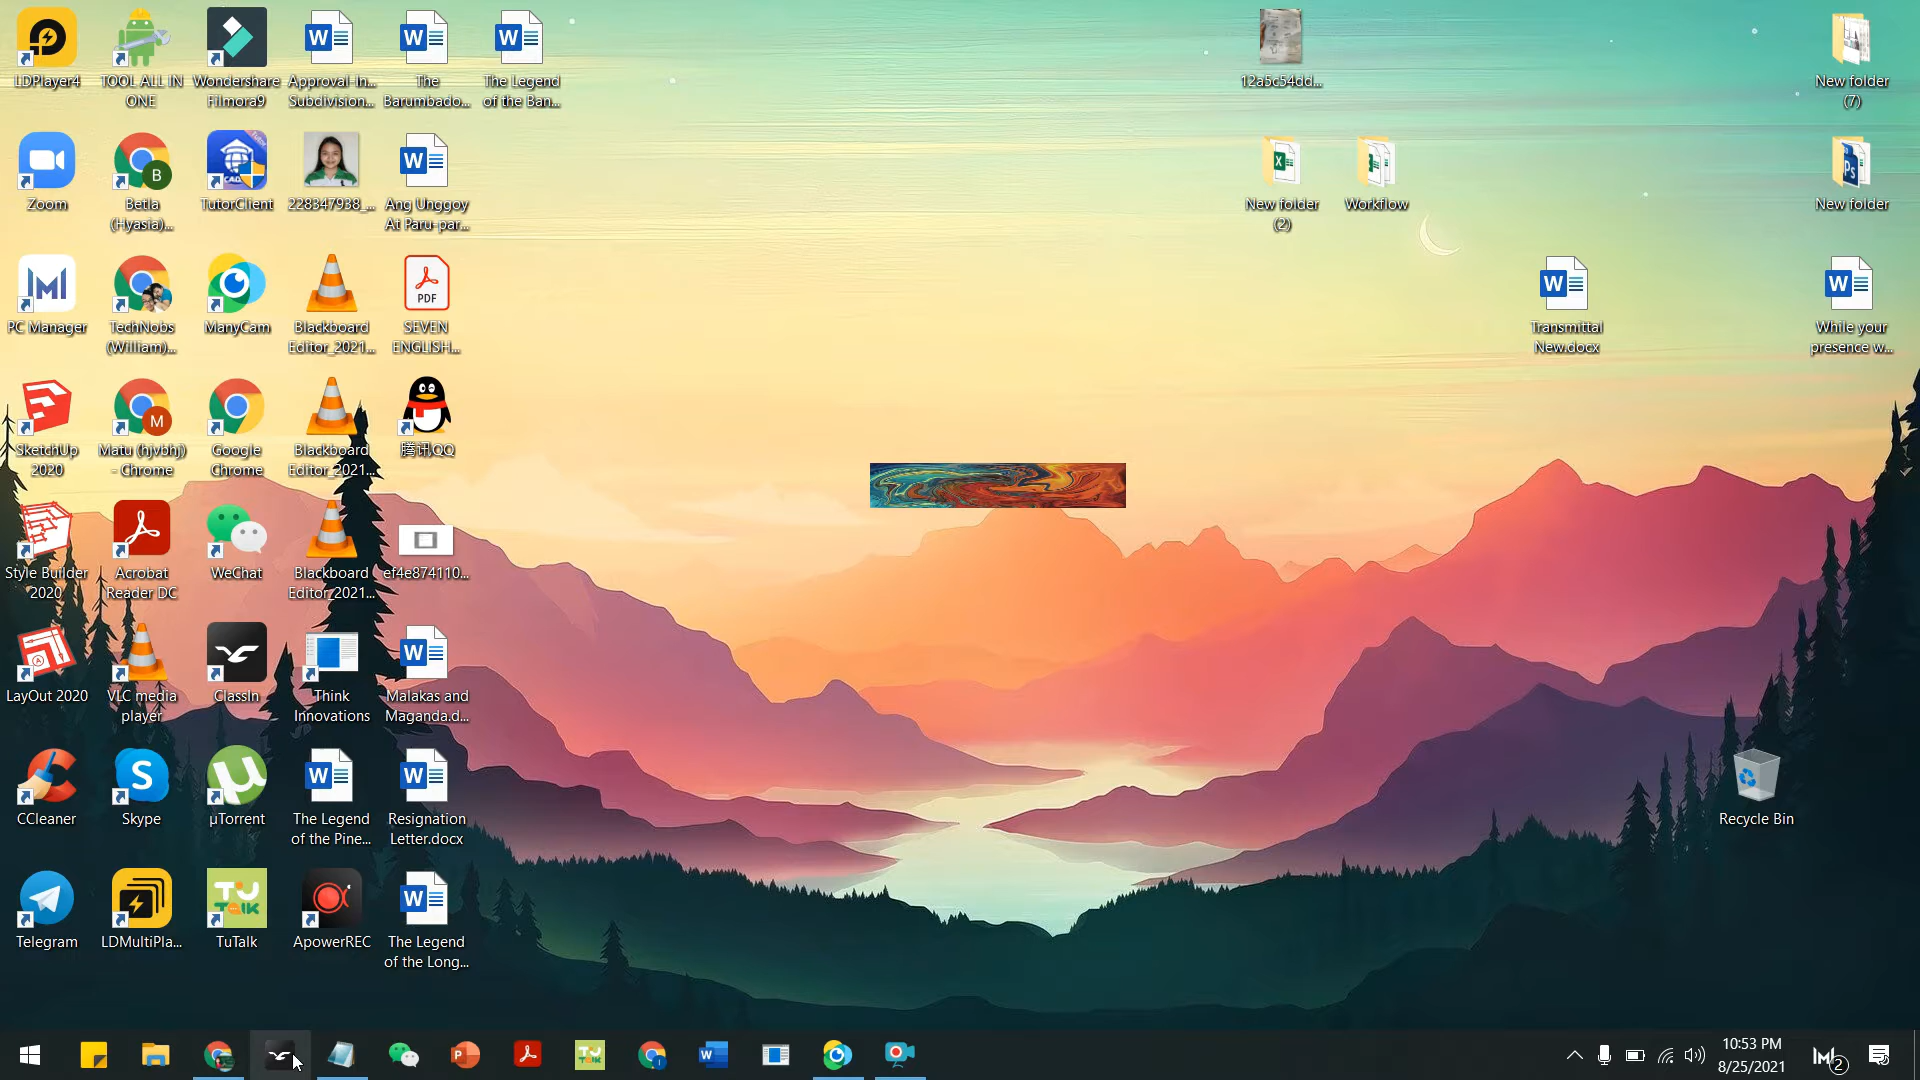 LDPlayer4
TOOL ALL IN
ONE
Wondershare
Filmora9
Approval-In...
Subdivision...
The
Barumbado...
The Legend
of the Ban...
12a5c54dd...
New folder
(7)
Zoom
B
Betla
(Hyasia)...
TutorClient
228347938_...
Ang Unggoy
At Paru-par...
New folder
(2)
Workflow
New folder
PC Manager
TechNobs
(William)...
ManyCam
Blackboard
Editor_2021...
PDF
SEVEN
ENGLISH...
Transmittal
New.docx
While your
presence w...
SketchUp
2020
M
Matu (hjvbhj)
- Chrome
Google
Chrome
Blackboard
Editor_2021...
腾讯QQ
Style Builder
2020
Acrobat
Reader DC
WeChat
Blackboard
Editor_2021...
ef4e874110...
LayOut 2020
VLC media
player
ClassIn
Think
Innovations
Malakas and
Maganda.d...
CCleaner
Skype
µTorrent
The Legend
of the Pine...
Resignation
Letter.docx
Recycle Bin
Telegram
LDMultiPla...
TUTalk
TuTalk
ApowerREC
The Legend
of the Long...
10:53 PM
8/25/2021
2